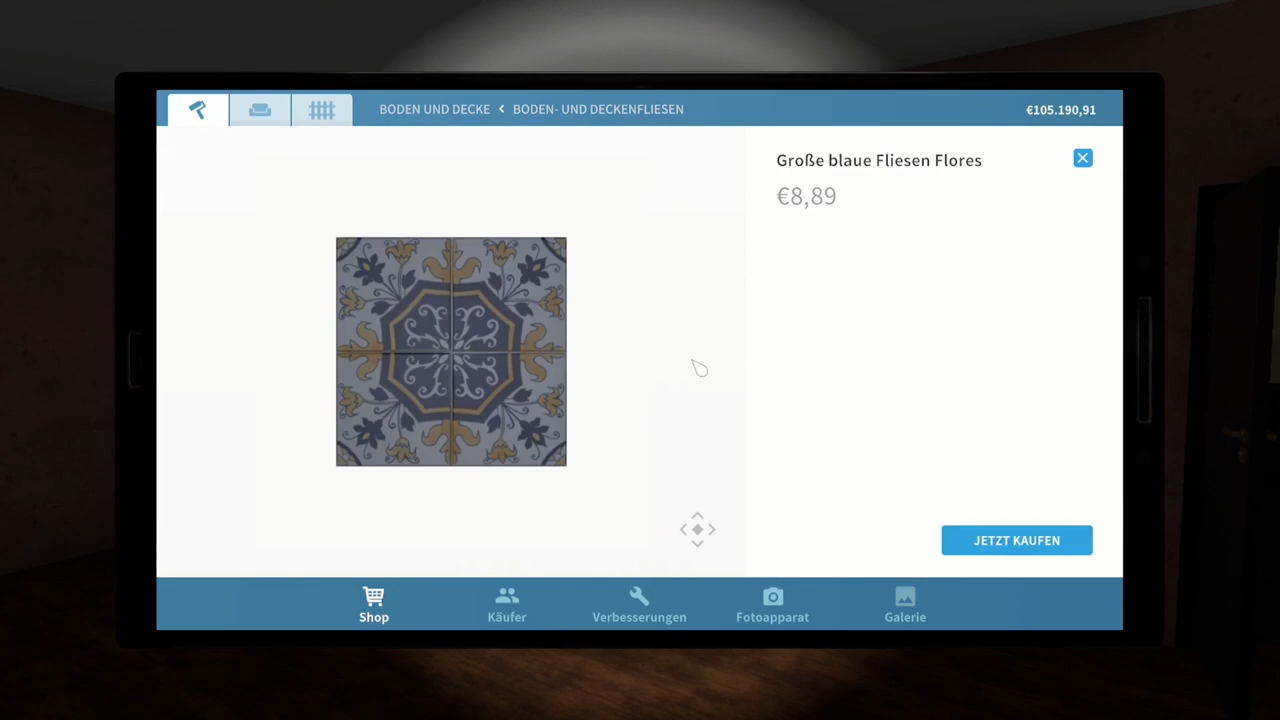 BODEN UND DECKE < BODEN- UND DECKENFLIESEN
€105.190,91
Große blaue Fliesen Flores
€8,89
JETZT KAUFEN
Shop
Käufer
Verbesserungen
Fotoapparat
Galerie